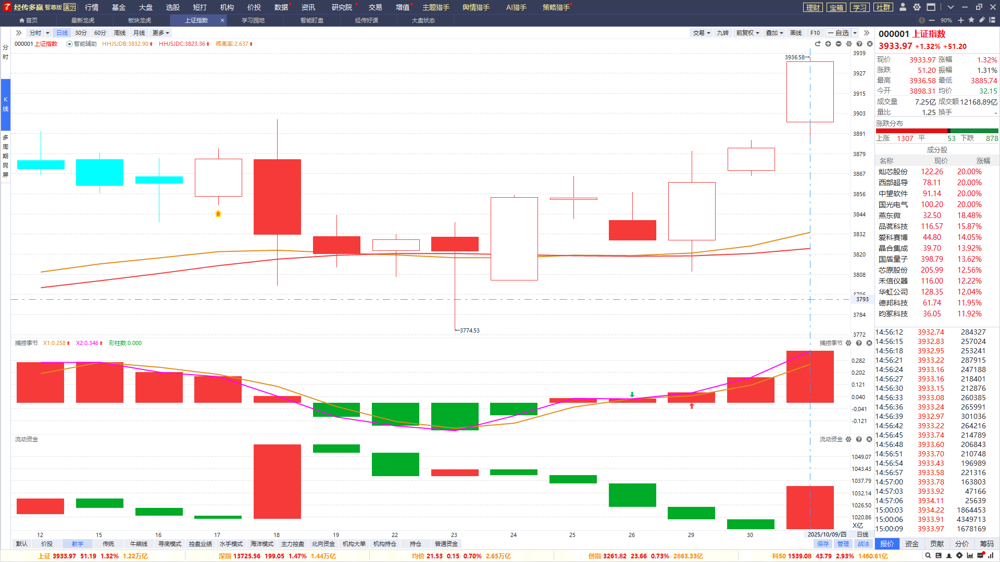 经传多赢 智尊版 演示 行情 基金 大盘 选股 短打 机构 价投 数据 资讯 研究院 交易 增值 主题猎手 舆情猎手 AI猎手 策略猎手 理财 宝箱 学习 社群
首页 最新龙虎 板块龙虎 上证指数 × 学习园地 智能盯盘 经传好课 大盘状态 90%
分时 日线 30分 60分 周线 月线 更多 交易 九转 前复权 叠加 画线 F10 一自选
000001 上证指数 智能辅助 HHJSJDB:3832.90 HHJSJDC:3823.36 乖离率:2.637
分时
K线
多周期同屏
3936.58
3939
3927
3915
3903
3891
3879
3867
3856
3844
3832
3820
3808
3796
3793
3784
3772
3774.53
捕捞季节 X1:0.258 X2:0.346 彩柱数:0.000 捕捞季节
0.282
0.202
0.121
0.040
-0.041
-0.121
流动资金 流动资金
1049.07
1043.43
1037.79
1032.14
1026.50
1020.86
X亿
12 15 16 17 18 19 22 23 24 25 26 29 30 2025/10/09/四 日线
默认 价投 教学 传统 牛熊线 寻底模式 控盘业绩 水手模式 海洋模式 主力控盘 北向资金 机构大单 机构持仓 持仓 普通资金 保存 管理 战法
000001 上证指数
3933.97 +1.32% +51.20
现价 3933.97 涨幅 1.32%
涨跌 51.20 振幅 1.31%
最高 3936.58 最低 3885.74
今开 3898.31 均价 32.15
成交量 7.25亿 成交额 12168.89亿
量比 1.25 换手 -
涨跌分布
上涨 1307 平 53 下跌 878
成分股
名称 现价 涨幅
灿芯股份 122.26 20.00%
西部超导 78.11 20.00%
中望软件 91.14 20.00%
国光电气 100.20 20.00%
燕东微 32.50 18.48%
品茗科技 116.57 15.87%
爱科赛博 44.80 14.05%
晶合集成 39.70 13.92%
国盾量子 398.79 13.62%
芯原股份 205.99 12.56%
禾信仪器 116.00 12.22%
华虹公司 128.35 12.04%
德邦科技 61.74 11.95%
昀冢科技 36.05 11.92%
14:56:12 3932.74 284327
14:56:15 3932.83 257024
14:56:18 3932.95 253241
14:56:21 3933.22 287915
14:56:24 3933.16 247188
14:56:27 3933.16 218401
14:56:30 3933.15 212876
14:56:33 3933.08 260385
14:56:36 3933.24 265991
14:56:39 3932.97 301036
14:56:42 3933.22 264216
14:56:45 3933.74 214789
14:56:48 3933.60 206843
14:56:51 3933.70 210748
14:56:54 3933.43 196989
14:56:57 3933.58 221316
14:57:00 3933.78 163803
14:57:03 3933.92 47166
14:57:06 3934.11 25639
15:00:03 3934.22 1864453
15:00:06 3933.91 4349713
15:00:09 3933.97 1678169
报价 资金 贡献 分价 筹码
上证 3933.97 51.19 1.32% 1.22万亿 深指 13725.56 199.05 1.47% 1.44万亿 均价 21.53 0.15 0.70% 2.65万亿 创指 3261.82 23.66 0.73% 2863.33亿 科50 1539.08 43.79 2.93% 1460.61亿